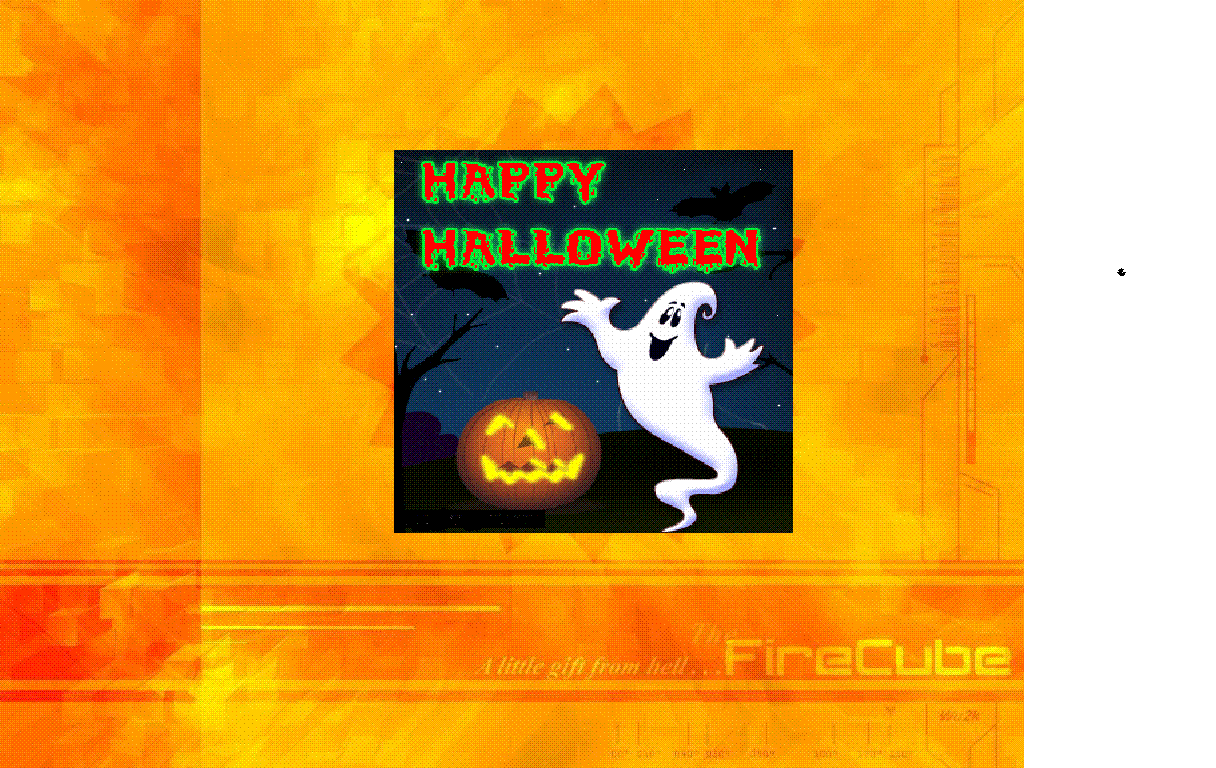 HAPPY
HALLOWEEN
The
FireCube
A little gift from hell...